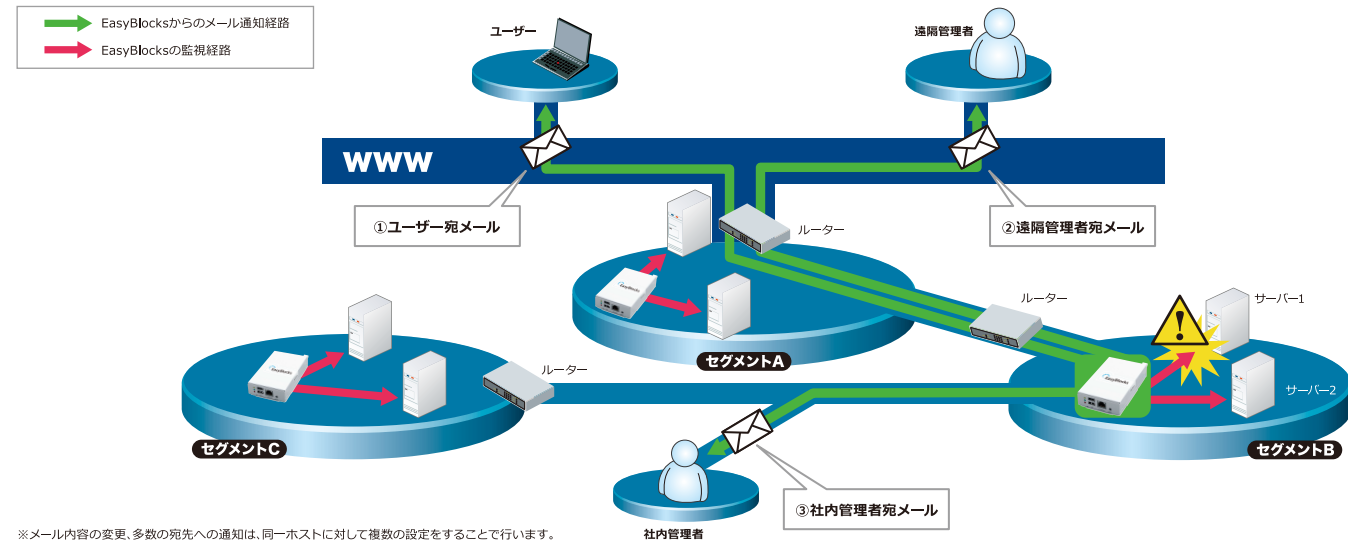 EasyBlocksからのメール通知経路
EasyBlocksの監視経路
ユーザー
遠隔管理者
WWW
①ユーザー宛メール
②遠隔管理者宛メール
ルーター
EasyBlocks
セグメントA
ルーター
サーバー1
EasyBlocks
サーバー2
セグメントB
EasyBlocks
ルーター
セグメントC
③社内管理者宛メール
社内管理者
※メール内容の変更、多数の宛先への通知は、同一ホストに対して複数の設定をすることで行います。